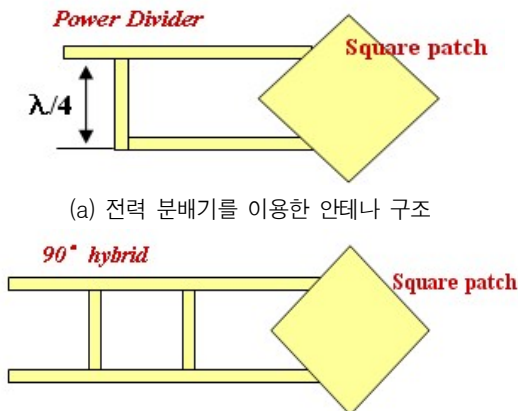 Power Divider
Square patch
λ/4
(a) 전력 분배기를 이용한 안테나 구조
90° hybrid
Square patch